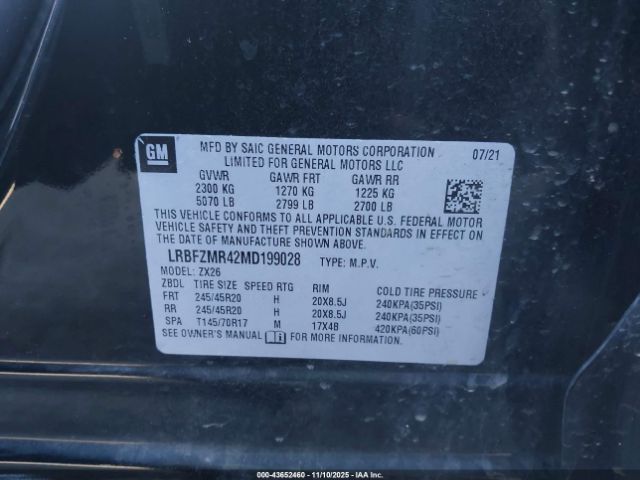 GM
MFD BY SAIC GENERAL MOTORS CORPORATION 07/21
LIMITED FOR GENERAL MOTORS LLC
GVWR GAWR FRT GAWR RR
2300 KG 1270 KG 1225 KG
5070 LB 2799 LB 2700 LB
THIS VEHICLE CONFORMS TO ALL APPLICABLE U.S. FEDERAL MOTOR
VEHICLE SAFETY AND THEFT PREVENTION STANDARDS IN EFFECT ON
THE DATE OF MANUFACTURE SHOWN ABOVE.
LRBFZMR42MD199028 TYPE: M.P.V.
MODEL: ZX26
ZBDL TIRE SIZE SPEED RTG RIM COLD TIRE PRESSURE
FRT 245/45R20 H 20X8.5J 240KPA(35PSI)
RR 245/45R20 H 20X8.5J 240KPA(35PSI)
SPA T145/70R17 M 17X4B 420KPA(60PSI)
SEE OWNER'S MANUAL FOR MORE INFORMATION
000-43652460 - 11/10/2025 - IAAI.COM